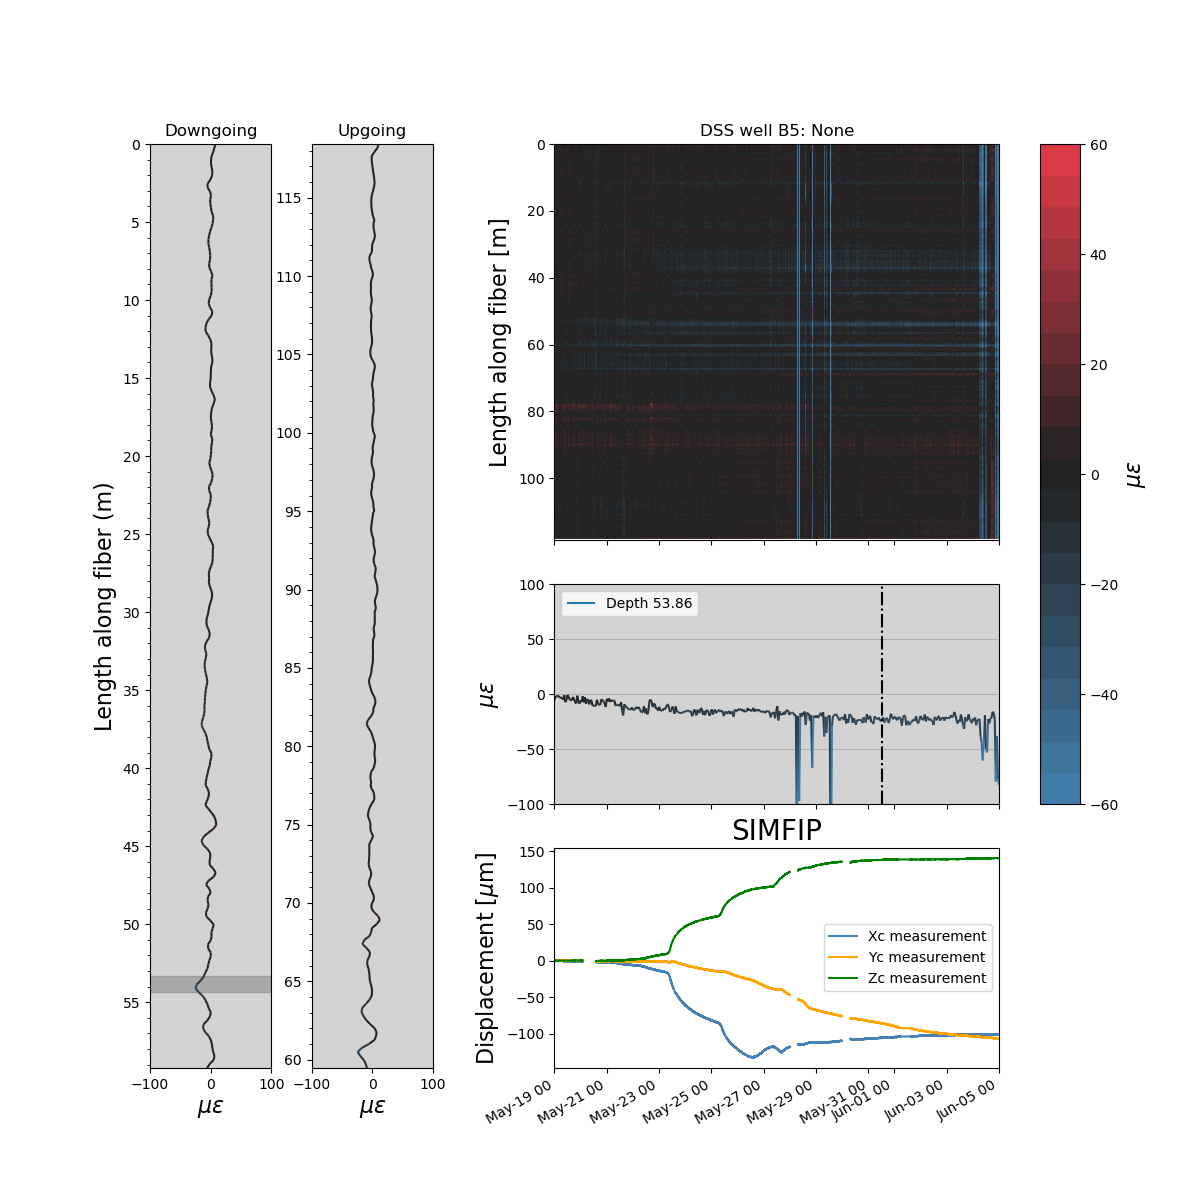 Downgoing
Upgoing
DSS well B5: None
Length along fiber (m)
0
5
10
15
20
25
30
35
40
45
50
55
−100
0
100
με
115
110
105
100
95
90
85
80
75
70
65
60
−100
0
100
με
Length along fiber [m]
0
20
40
60
80
100
60
40
20
0
−20
−40
−60
με
με
100
50
0
−50
−100
Depth 53.86
SIMFIP
Displacement [μm]
150
100
50
0
−50
−100
Xc measurement
Yc measurement
Zc measurement
May-19 00
May-21 00
May-23 00
May-25 00
May-27 00
May-29 00
May-31 00
Jun-01 00
Jun-03 00
Jun-05 00